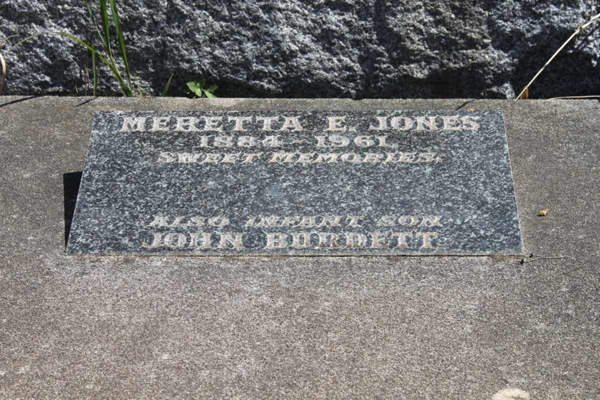 MERETTA E. JONES
1884 - 1961.
SWEET MEMORIES.
ALSO INFANT SON
JOHN BURDETT.